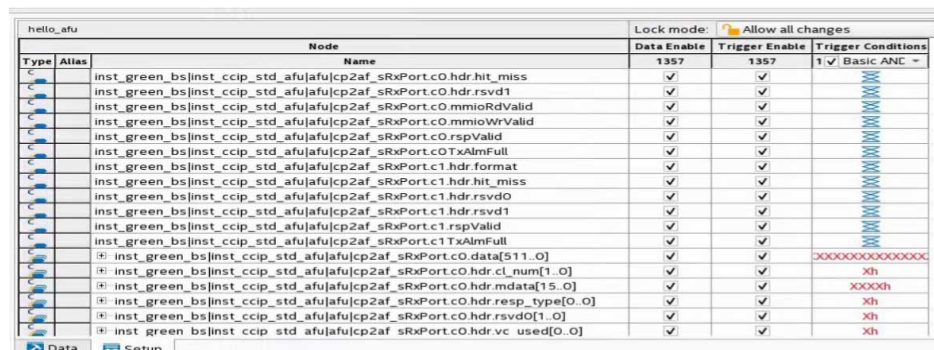 hello_afu Lock mode: Allow all changes
Node Data Enable Trigger Enable Trigger Conditions
Type Alias Name 1357 1357 1 Basic AND
inst_green_bs|inst_ccip_std_afu|afu|cp2af_sRxPort.c0.hdr.hit_miss
inst_green_bs|inst_ccip_std_afu|afu|cp2af_sRxPort.c0.hdr.rsvd1
inst_green_bs|inst_ccip_std_afu|afu|cp2af_sRxPort.c0.mmioRdValid
inst_green_bs|inst_ccip_std_afu|afu|cp2af_sRxPort.c0.mmioWrValid
inst_green_bs|inst_ccip_std_afu|afu|cp2af_sRxPort.c0.rspValid
inst_green_bs|inst_ccip_std_afu|afu|cp2af_sRxPort.c0TxAlmFull
inst_green_bs|inst_ccip_std_afu|afu|cp2af_sRxPort.c1.hdr.format
inst_green_bs|inst_ccip_std_afu|afu|cp2af_sRxPort.c1.hdr.hit_miss
inst_green_bs|inst_ccip_std_afu|afu|cp2af_sRxPort.c1.hdr.rsvd0
inst_green_bs|inst_ccip_std_afu|afu|cp2af_sRxPort.c1.hdr.rsvd1
inst_green_bs|inst_ccip_std_afu|afu|cp2af_sRxPort.c1.rspValid
inst_green_bs|inst_ccip_std_afu|afu|cp2af_sRxPort.c1TxAlmFull
inst_green_bs|inst_ccip_std_afu|afu|cp2af_sRxPort.c0.data[511..0] XXXXXXXXXXXXXX
inst_green_bs|inst_ccip_std_afu|afu|cp2af_sRxPort.c0.hdr.cl_num[1..0] Xh
inst_green_bs|inst_ccip_std_afu|afu|cp2af_sRxPort.c0.hdr.mdata[15..0] XXXXh
inst_green_bs|inst_ccip_std_afu|afu|cp2af_sRxPort.c0.hdr.resp_type[0..0] Xh
inst_green_bs|inst_ccip_std_afu|afu|cp2af_sRxPort.c0.hdr.rsvd0[1..0] Xh
inst_green_bs|inst_ccip_std_afu|afu|cp2af_sRxPort.c0.hdr.vc_used[0..0] Xh
Data Setup